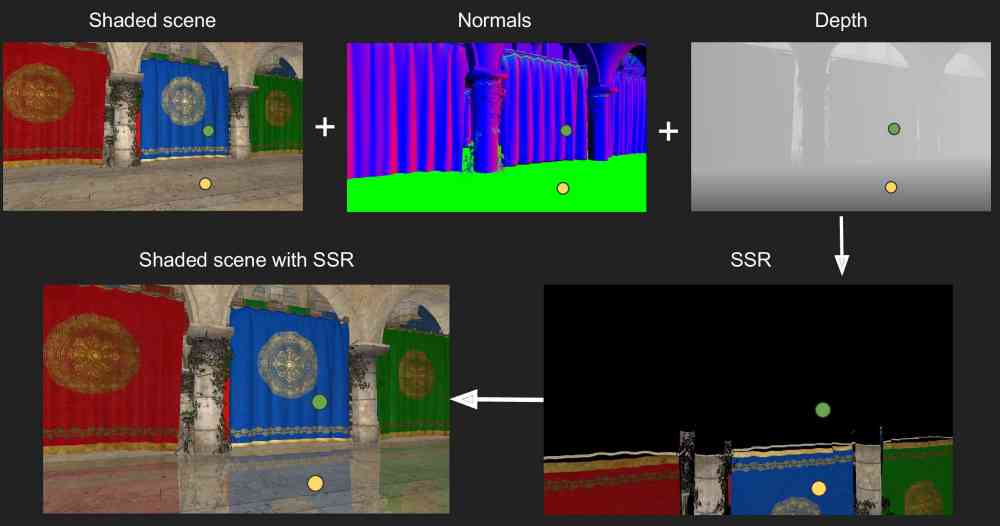 Shaded scene
Normals
Depth
+
+
Shaded scene with SSR
SSR